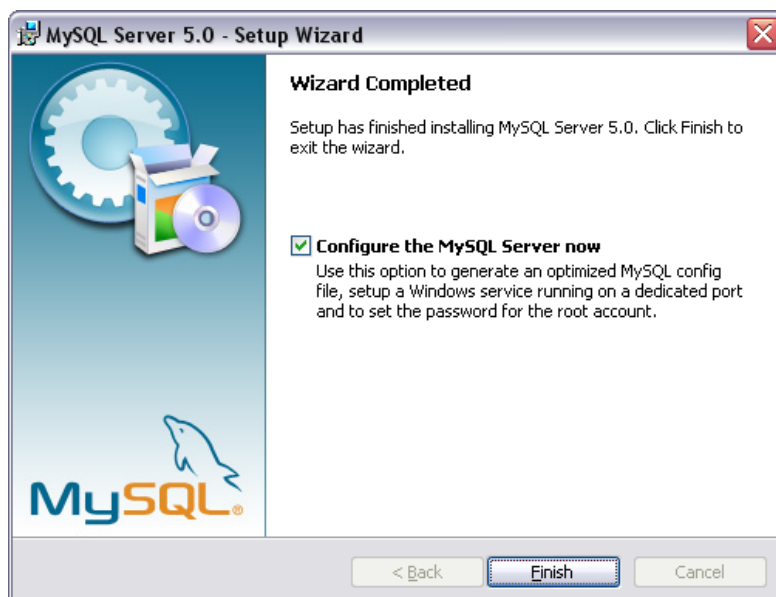 MySQL Server 5.0 - Setup Wizard
Wizard Completed
Setup has finished installing MySQL Server 5.0. Click Finish to
exit the wizard.
Configure the MySQL Server now
Use this option to generate an optimized MySQL config
file, setup a Windows service running on a dedicated port
and to set the password for the root account.
MySQL®
< Back
Finish
Cancel